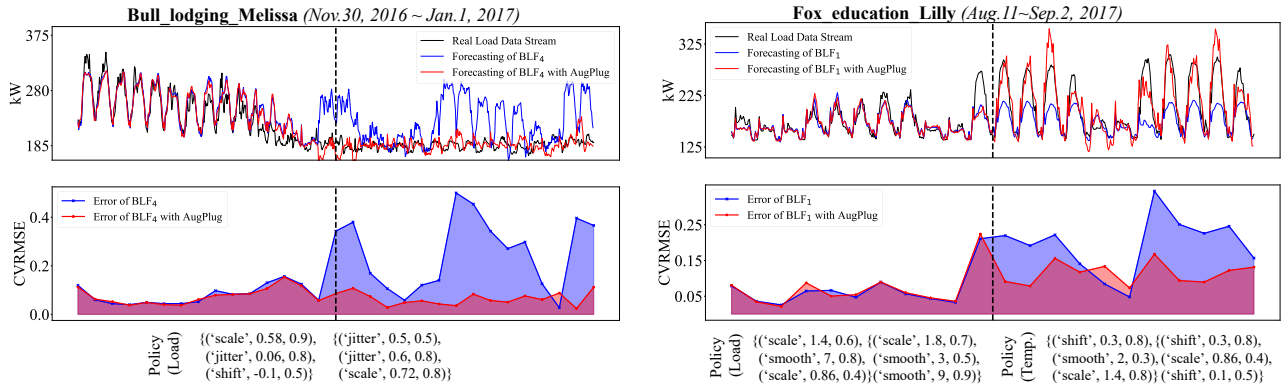 Bull_lodging_Melissa (Nov.30, 2016 ~ Jan.1, 2017)
375
280
185
kW
Real Load Data Stream
Forecasting of BLF4
Forecasting of BLF4 with AugPlug
0.4
0.2
0.0
CVRMSE
Error of BLF4
Error of BLF4 with AugPlug
Policy
(Load)
{(‘scale’, 0.58, 0.9),
(‘jitter’, 0.06, 0.8),
(‘shift’, -0.1, 0.5)}
{(‘jitter’, 0.5, 0.5),
(‘jitter’, 0.6, 0.8),
(‘scale’, 0.72, 0.8)}
Fox_education_Lilly (Aug.11~Sep.2, 2017)
325
225
125
kW
Real Load Data Stream
Forecasting of BLF1
Forecasting of BLF1 with AugPlug
0.25
0.15
0.05
CVRMSE
Error of BLF1
Error of BLF1 with AugPlug
Policy
(Load)
{(‘scale’, 1.4, 0.6),
(‘smooth’, 7, 0.8),
(‘scale’, 0.86, 0.4)}
{(‘scale’, 1.8, 0.7),
(‘smooth’, 3, 0.5),
{(‘smooth’, 9, 0.9)}
Policy
(Temp.)
{(‘shift’, 0.3, 0.8),
(‘smooth’, 2, 0.3),
(‘scale’, 1.4, 0.8)}
{(‘shift’, 0.3, 0.8),
(‘scale’, 0.86, 0.4),
(‘shift’, 0.1, 0.5)}